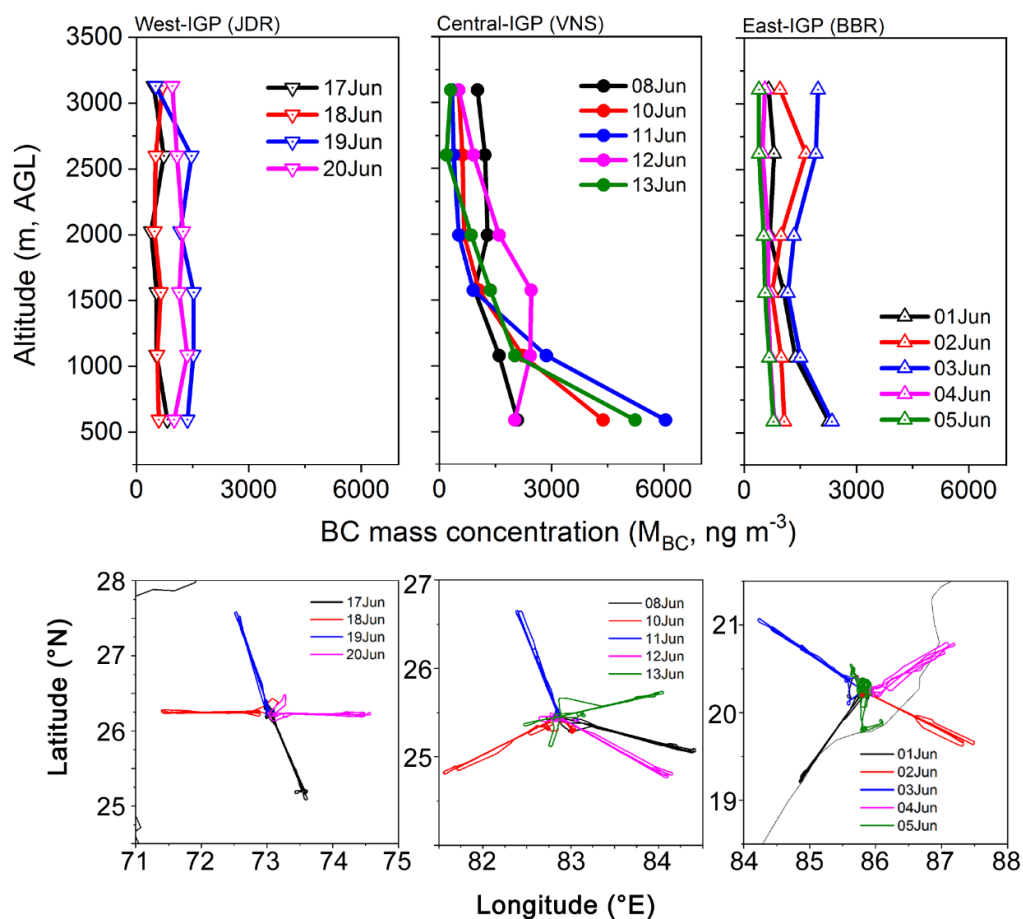 West-IGP (JDR)
Central-IGP (VNS)
East-IGP (BBR)
3500
3000
2500
2000
1500
1000
500
Altitude (m, AGL)
17Jun
18Jun
19Jun
20Jun
08Jun
10Jun
11Jun
12Jun
13Jun
01Jun
02Jun
03Jun
04Jun
05Jun
0 3000 6000
0 3000 6000
0 3000 6000
BC mass concentration (M_BC, ng m⁻³)
28
27
26
25
Latitude (°N)
17Jun
18Jun
19Jun
20Jun
71 72 73 74 75
27
26
25
24
08Jun
10Jun
11Jun
12Jun
13Jun
82 83 84
21
20
19
01Jun
02Jun
03Jun
04Jun
05Jun
84 85 86 87 88
Longitude (°E)